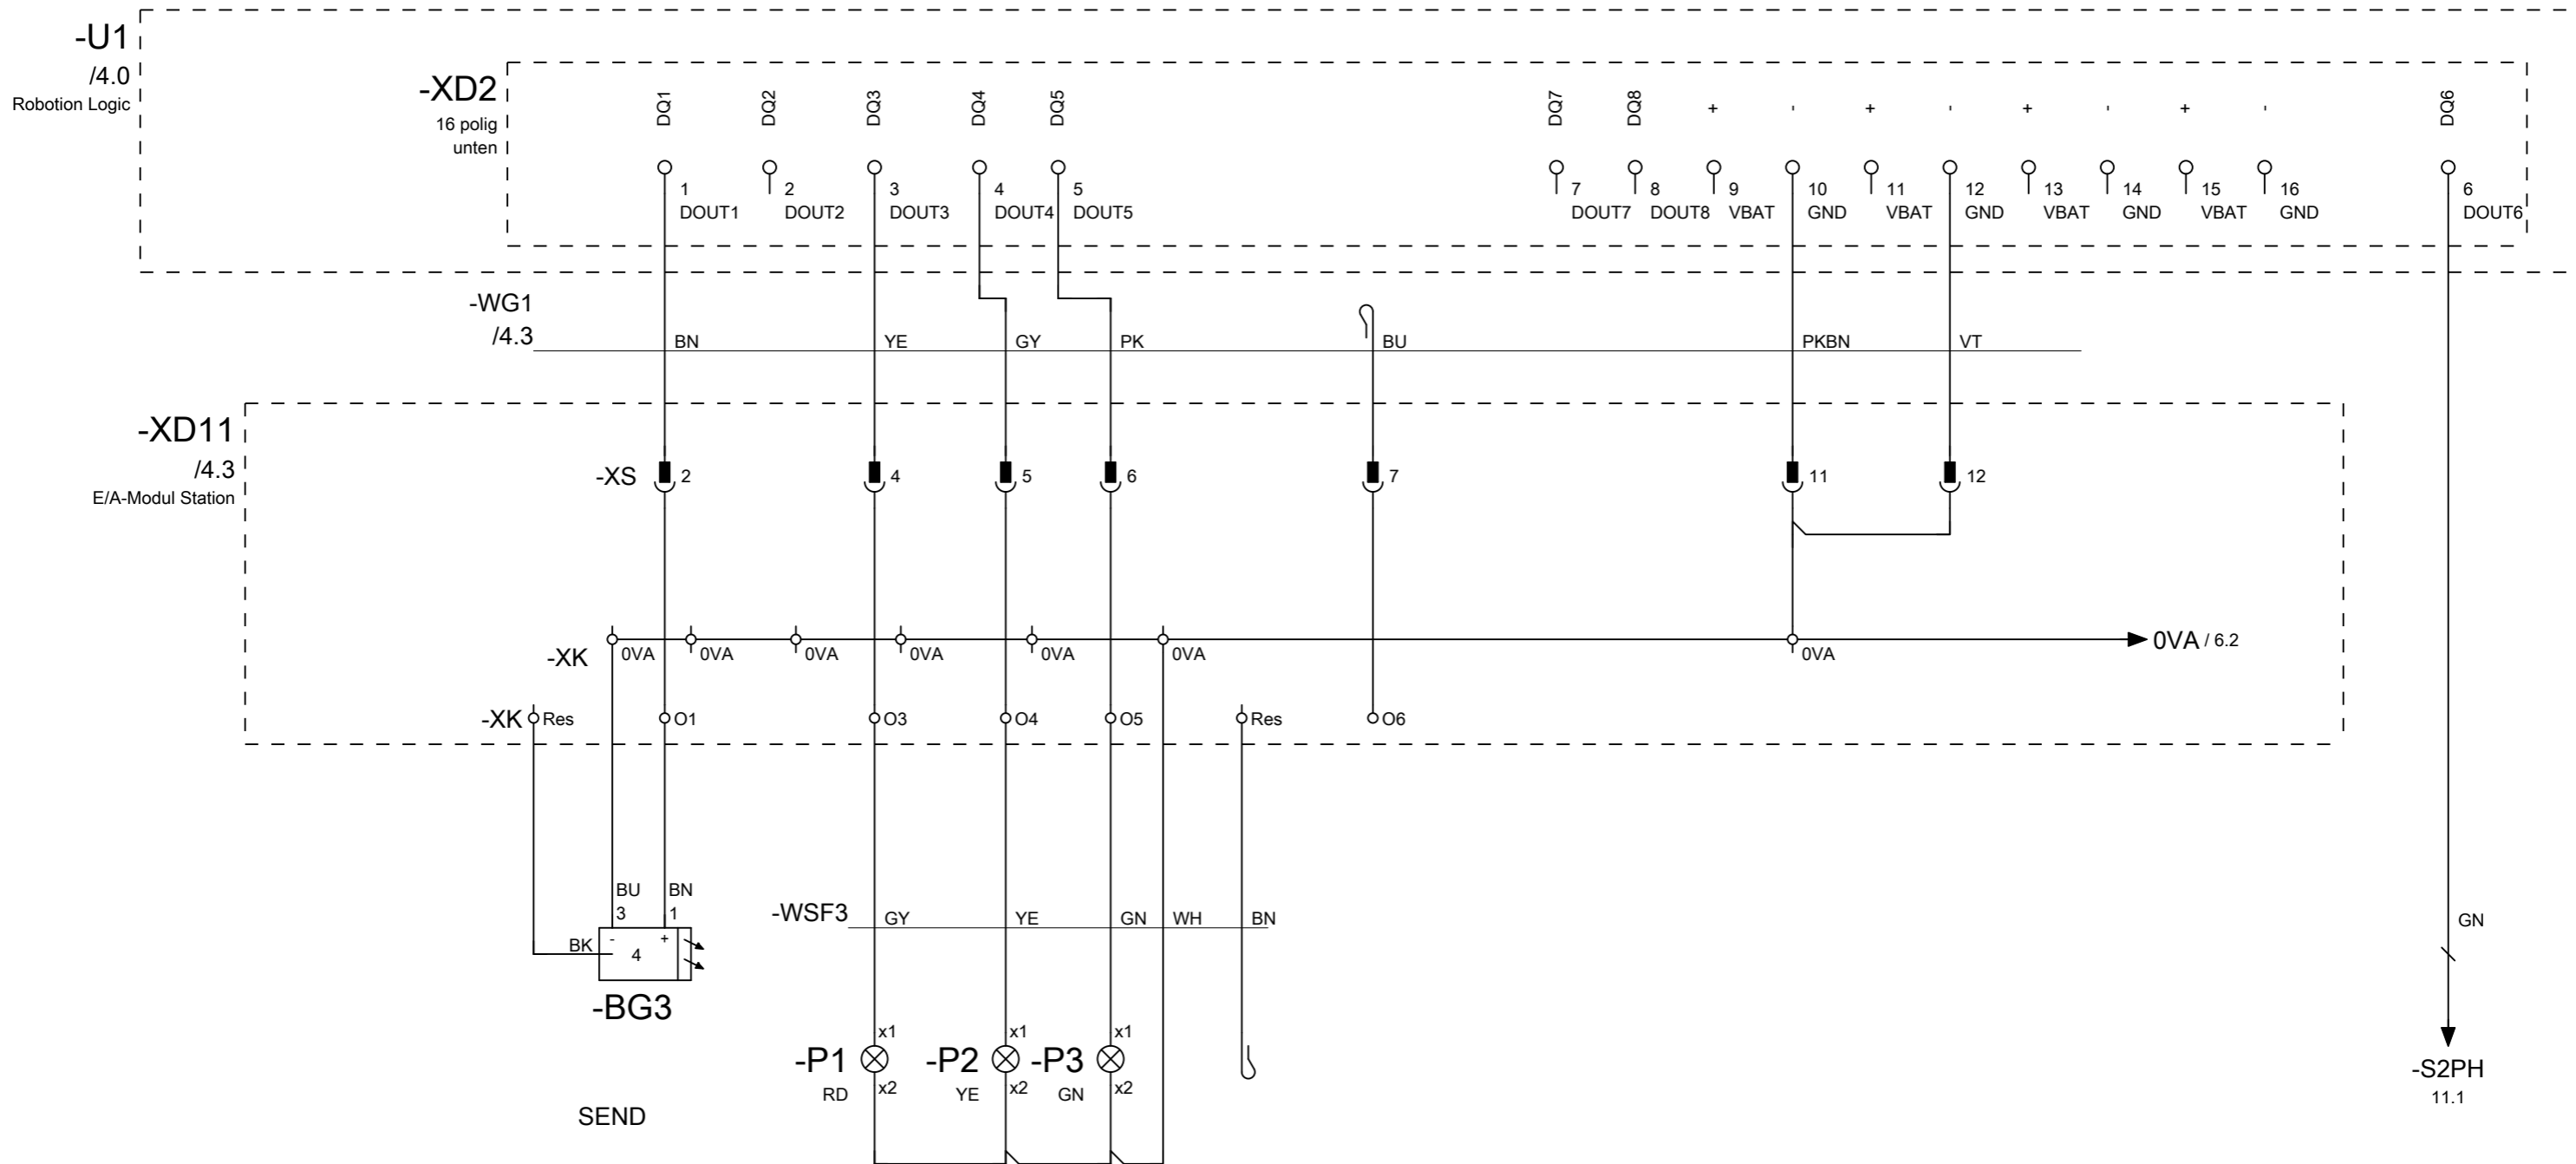 -U1
/4.0
Robotion Logic
-XD2
16 polig
unten
DQ1 DQ2 DQ3 DQ4 DQ5 DQ7 DQ8 + - + - + - + - DQ6
1 2 3 4 5 7 8 9 10 11 12 13 14 15 16 6
DOUT1 DOUT2 DOUT3 DOUT4 DOUT5 DOUT7 DOUT8 VBAT GND VBAT GND VBAT GND VBAT GND DOUT6
-WG1
/4.3
BN YE GY PK BU PKBN VT
-XD11
/4.3
E/A-Modul Station
-XS 2 4 5 6 7 11 12
-XK 0VA 0VA 0VA 0VA 0VA 0VA 0VA 0VA / 6.2
-XK Res O1 O3 O4 O5 Res O6
BU BN
3 1
-WSF3 GY YE GN WH BN GN
- +
BK 4
-BG3
x1 x1 x1
-P1 -P2 -P3
x2 x2 x2
RD YE GN
-S2PH
11.1
SEND